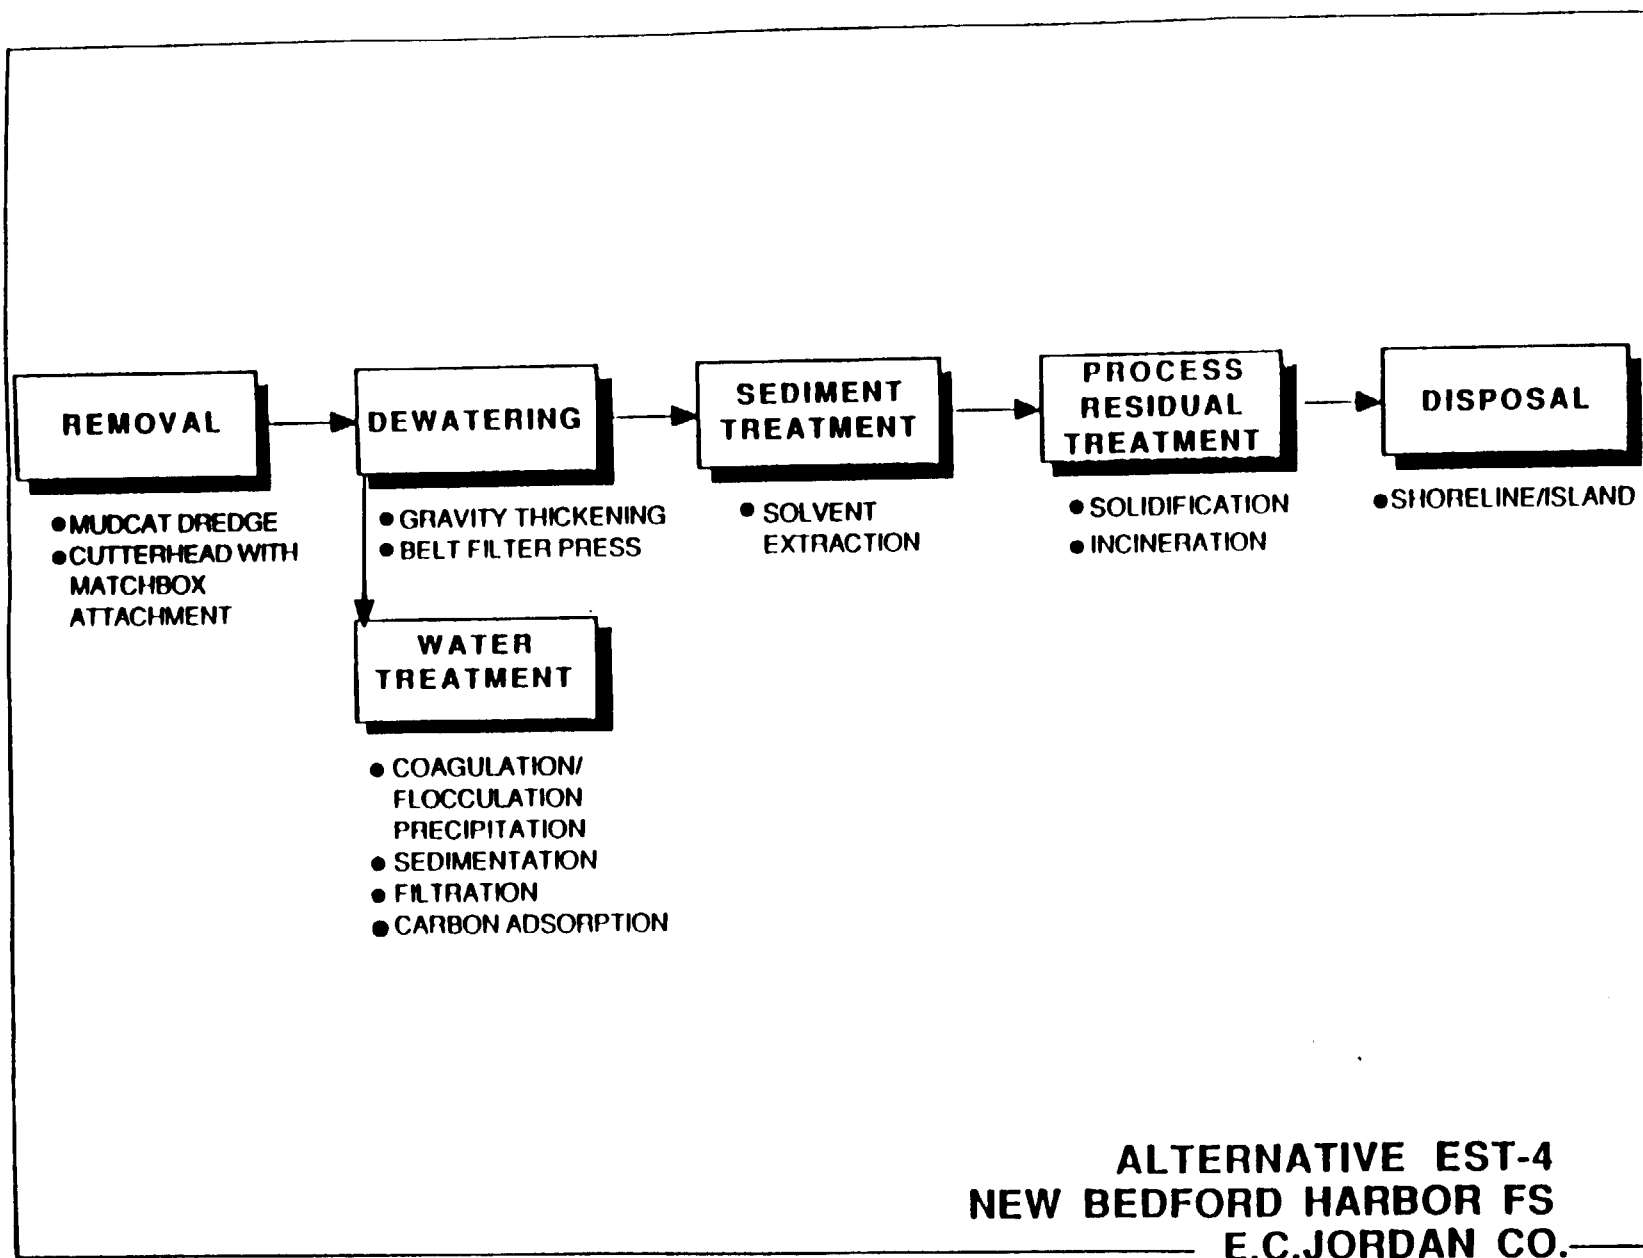 REMOVAL
● MUDCAT DREDGE
● CUTTERHEAD WITH
MATCHBOX
ATTACHMENT
DEWATERING
● GRAVITY THICKENING
● BELT FILTER PRESS
WATER
TREATMENT
● COAGULATION/
FLOCCULATION
PRECIPITATION
● SEDIMENTATION
● FILTRATION
● CARBON ADSORPTION
SEDIMENT
TREATMENT
● SOLVENT
EXTRACTION
PROCESS
RESIDUAL
TREATMENT
● SOLIDIFICATION
● INCINERATION
DISPOSAL
● SHORELINE/ISLAND
ALTERNATIVE EST-4
NEW BEDFORD HARBOR FS
E.C.JORDAN CO.